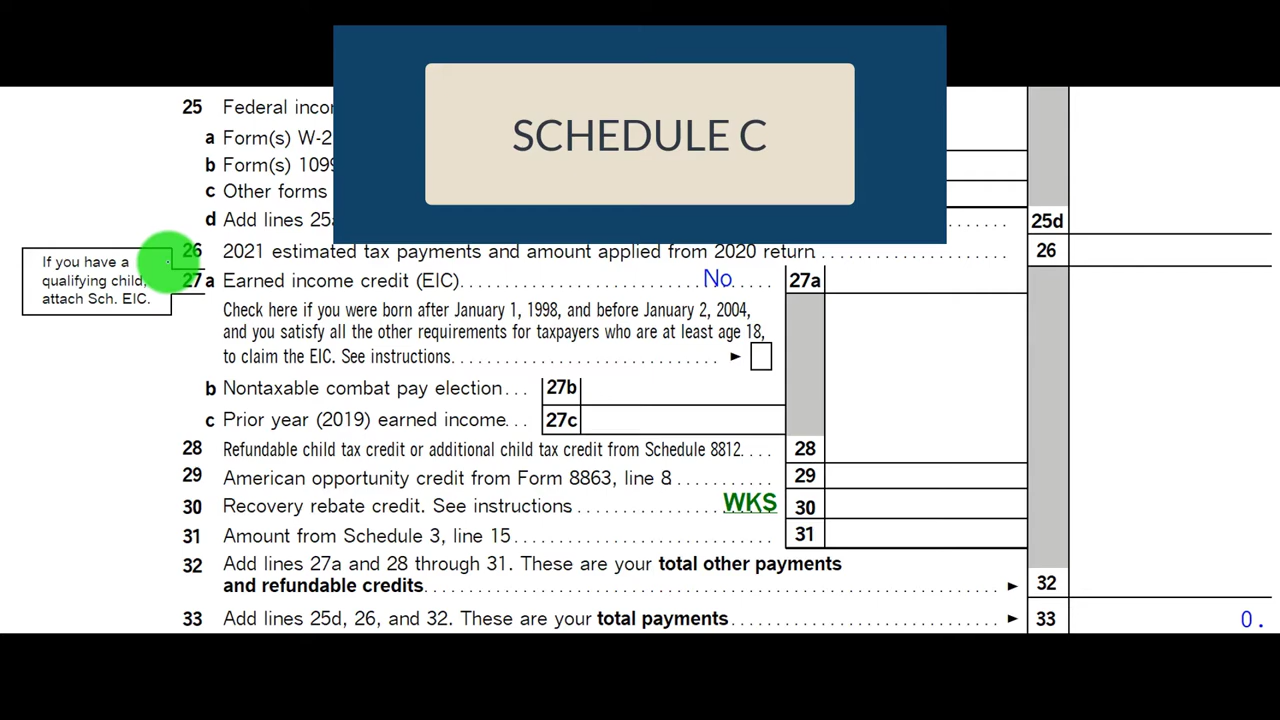 SCHEDULE C
25 Federal incor
a Form(s) W-2
b Form(s) 1099
c Other forms
d Add lines 25a 25d
26 2021 estimated tax payments and amount applied from 2020 return 26
If you have a
qualifying child,
attach Sch. EIC.
27 a Earned income credit (EIC) No 27a
Check here if you were born after January 1, 1998, and before January 2, 2004,
and you satisfy all the other requirements for taxpayers who are at least age 18,
to claim the EIC. See instructions. ►
b Nontaxable combat pay election 27b
c Prior year (2019) earned income 27c
28 Refundable child tax credit or additional child tax credit from Schedule 8812 28
29 American opportunity credit from Form 8863, line 8 29
30 Recovery rebate credit. See instructions WKS 30
31 Amount from Schedule 3, line 15 31
32 Add lines 27a and 28 through 31. These are your total other payments
and refundable credits ► 32
33 Add lines 25d, 26, and 32. These are your total payments ► 33 0.